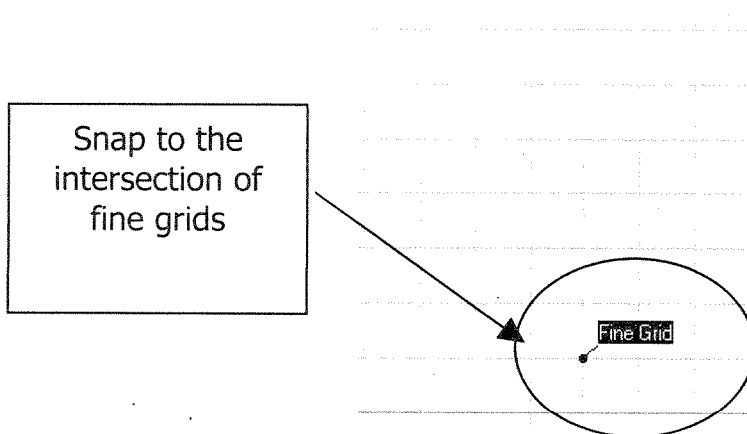 Snap to the
intersection of
fine grids
Fine Grid